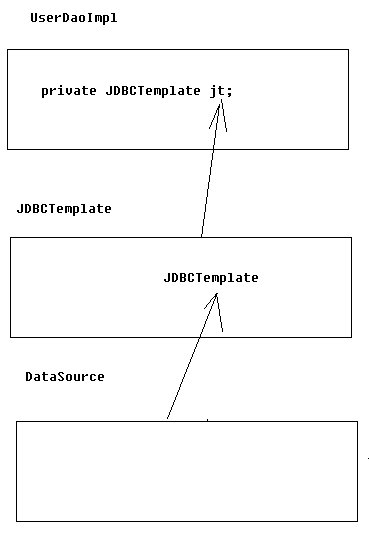 UserDaoImpl
private JDBCTemplate jt;
JDBCTemplate
JDBCTemplate
DataSource